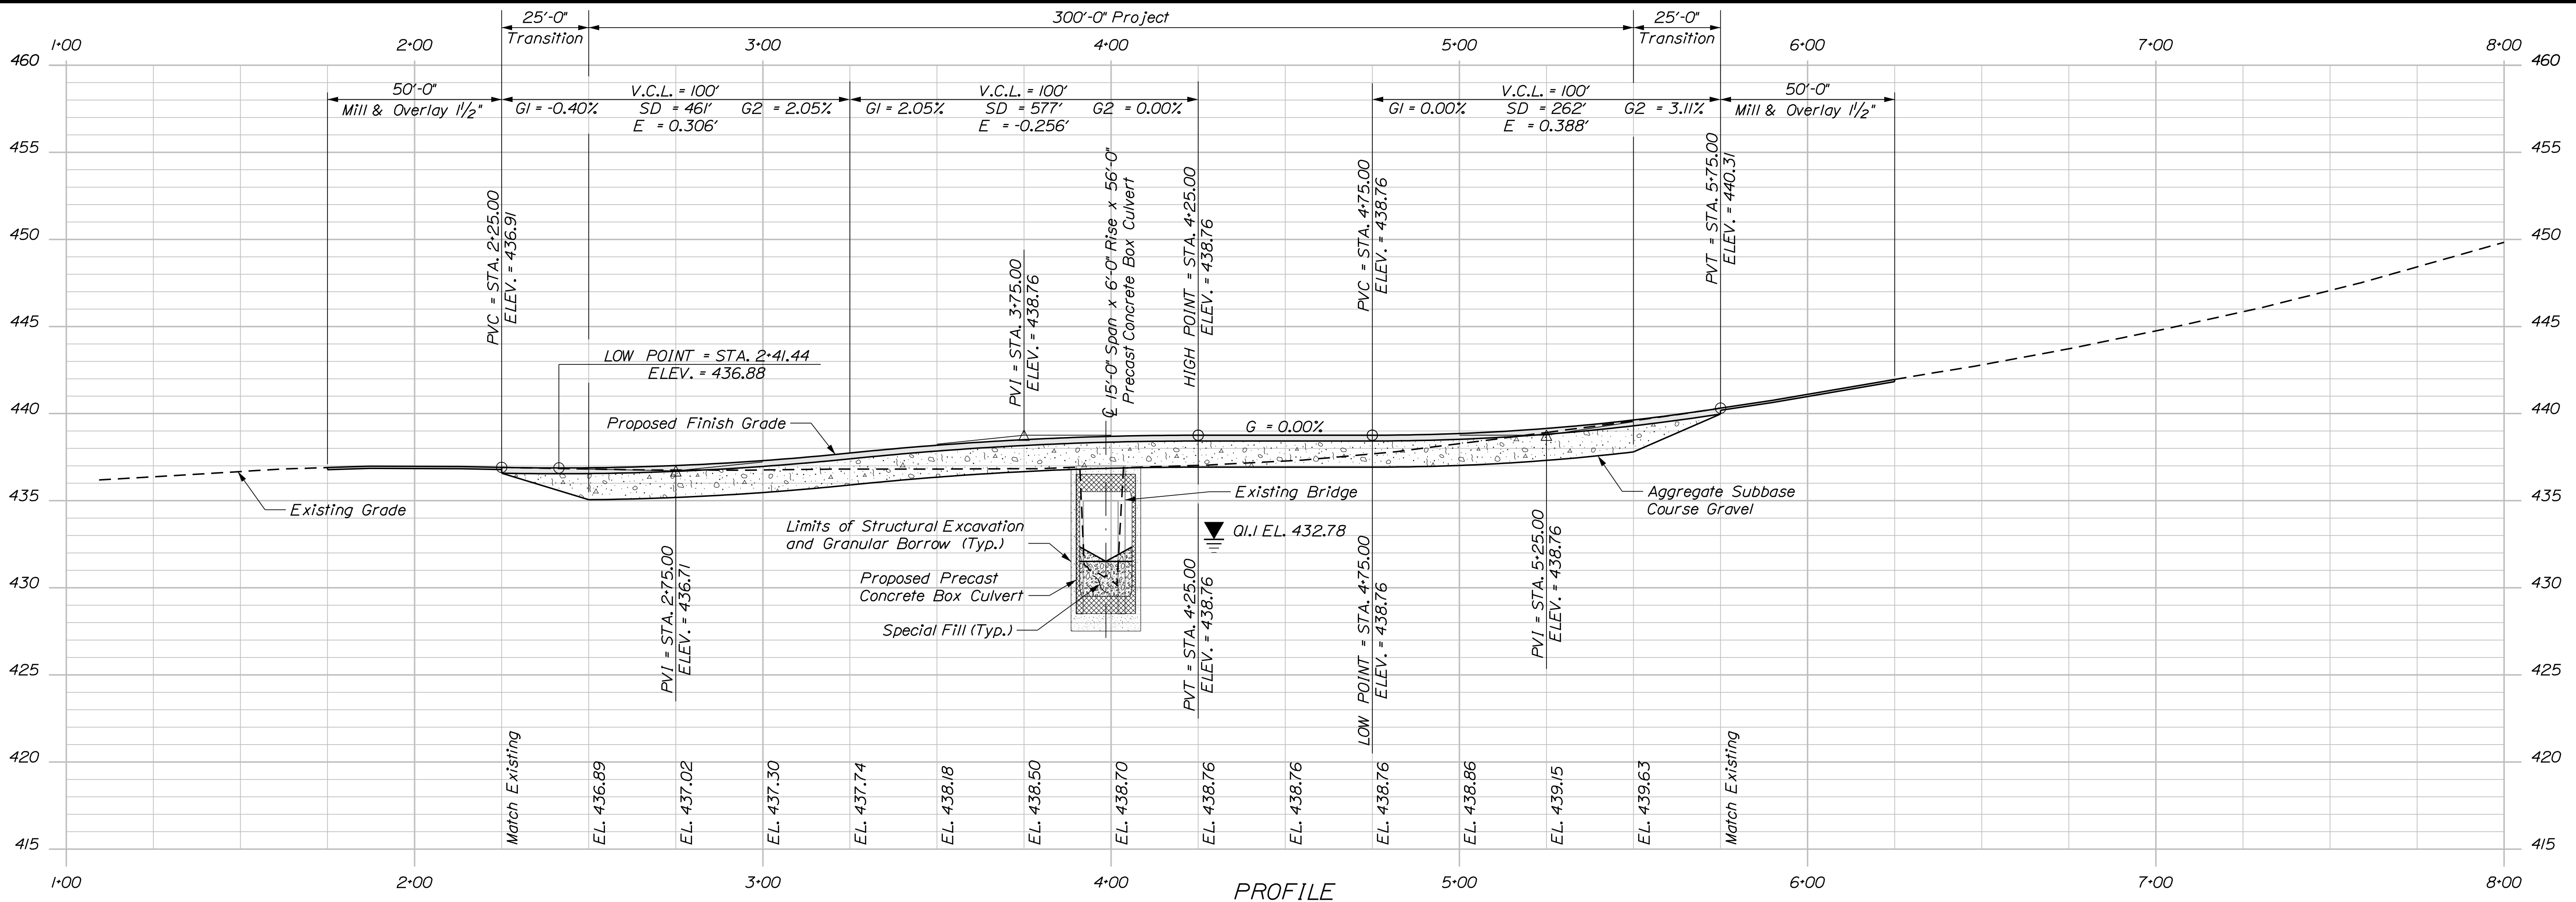 25'-0"
300'-0" Project
25'-0"
Transition
Transition
1+00
2+00
3+00
4+00
5+00
6+00
7+00
8+00
460
460
50'-0"
Mill & Overlay 1 1/2"
V.C.L. = 100'
G1 = -0.40% SD = 461' G2 = 2.05%
E = 0.306'
V.C.L. = 100'
G1 = 2.05% SD = 577' G2 = 0.00%
E = -0.256'
V.C.L. = 100'
G1 = 0.00% SD = 262' G2 = 3.11%
E = 0.388'
50'-0"
Mill & Overlay 1 1/2"
455
455
450
450
445
445
440
440
435
435
430
430
425
425
420
420
415
415
PVC = STA. 2+25.00
ELEV. = 436.91
LOW POINT = STA. 2+41.44
ELEV. = 436.88
Proposed Finish Grade
PVI = STA. 3+75.00
ELEV. = 438.76
℄ 15'-0" Span x 6'-0" Rise x 56'-0"
Precast Concrete Box Culvert
HIGH POINT = STA. 4+25.00
ELEV. = 438.76
PVC = STA. 4+75.00
ELEV. = 438.76
PVT = STA. 5+75.00
ELEV. = 440.31
G = 0.00%
Existing Grade
Existing Bridge
Limits of Structural Excavation
and Granular Borrow (Typ.)
Q1.1 EL. 432.78
Proposed Precast
Concrete Box Culvert
Special Fill (Typ.)
Aggregate Subbase
Course Gravel
PVI = STA. 2+75.00
ELEV. = 436.71
PVT = STA. 4+25.00
ELEV. = 438.76
LOW POINT = STA. 4+75.00
ELEV. = 438.76
PVI = STA. 5+25.00
ELEV. = 438.76
Match Existing
EL. 436.89
EL. 437.02
EL. 437.30
EL. 437.74
EL. 438.18
EL. 438.50
EL. 438.70
EL. 438.76
EL. 438.76
EL. 438.76
EL. 438.86
EL. 439.15
EL. 439.63
Match Existing
1+00
2+00
3+00
4+00
5+00
6+00
7+00
8+00
PROFILE